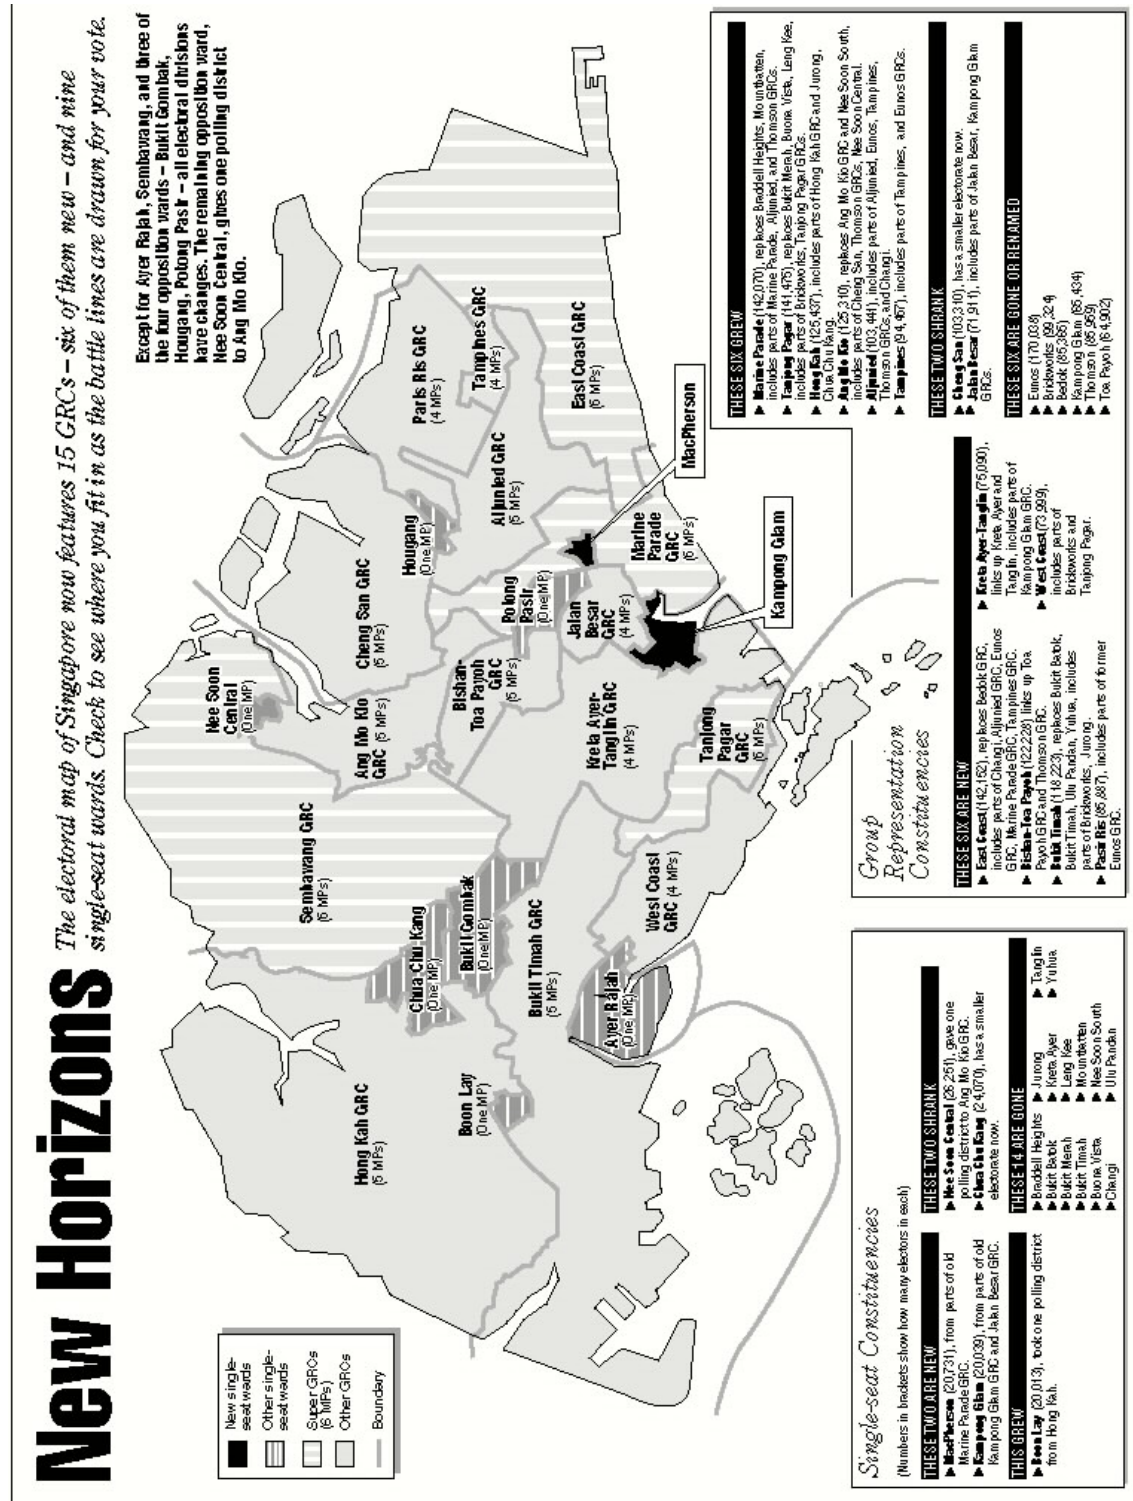 New Horizons
The electoral map of Singapore now features 15 GRCs – six of them new – and nine
single-seat wards. Check to see where you fit in as the battle lines are drawn for your vote.
Except for Ayer Rajah, Sembawang, and three of
the four opposition wards – Bukit Gombak,
Hougang, Potong Pasir – all electoral divisions
have changes. The remaining opposition ward,
Nee Soon Central, gives one polling district
to Ang Mo Kio.
New single-
seat wards
Other single-
seat wards
Super GRCs
(6 MPs)
Other GRCs
Boundary
Sembawang GRC
(6 MPs)
Nee Soon
Central
(One MP)
Hong Kah GRC
(5 MPs)
Chua Chu Kang
(One MP)
Bukit Gombak
(One MP)
Boon Lay
(One MP)
Ang Mo Kio
GRC (5 MPs)
Cheng San GRC
(5 MPs)
Hougang
(One MP)
Paris Ris GRC
(4 MPs)
Tampines GRC
(4 MPs)
Aljunied GRC
(5 MPs)
East Coast GRC
(6 MPs)
Bishan-
Toa Payoh
GRC
(5 MPs)
Potong
Pasir
(One MP)
Bukit Timah GRC
(5 MPs)
Ayer Rajah
(One MP)
West Coast
GRC (4 MPs)
Kreta Ayer-
Tanglin GRC
(4 MPs)
Jalan
Besar
GRC
(4 MPs)
Marine
Parade
GRC
(6 MPs)
MacPherson
Tanjong
Pagar
GRC
(6 MPs)
Kampong Glam
Single-seat Constituencies
(Numbers in brackets show how many electors in each)
THESE TWO ARE NEW
▶ MacPherson (20,731), from parts of old
Marine Parade GRC.
▶ Kampong Glam (20,039), from parts of old
Kampong Glam GRC and Jalan Besar GRC.
THIS GREW
▶ Boon Lay (20,013), took one polling district
from Hong Kah.
THESE TWO SHRANK
▶ Nee Soon Central (26,251), gave one
polling district to Ang Mo Kio GRC.
▶ Chua Chu Kang (24,070), has a smaller
electorate now.
THESE 14 ARE GONE
▶ Braddell Heights
▶ Bukit Batok
▶ Bukit Merah
▶ Bukit Timah
▶ Buona Vista
▶ Changi
▶ Jurong
▶ Kreta Ayer
▶ Leng Kee
▶ Mountbatten
▶ Nee Soon South
▶ Ulu Pandan
▶ Tanglin
▶ Yuhua
Group
Representation
Constituencies
THESE SIX ARE NEW
▶ East Coast (142,152), replaces Bedok GRC,
includes parts of Changi, Aljunied GRC, Eunos
GRC, Marine Parade GRC, Tampines GRC.
▶ Bishan-Toa Payoh (122,228) links up Toa
Payoh GRC and Thomson GRC.
▶ Bukit Timah (118,223), replaces Bukit Batok,
Bukit Timah, Ulu Pandan, Yuhua, includes
parts of Brickworks, Jurong.
▶ Pasir Ris (85,887), includes parts of former
Eunos GRC.
▶ Kreta Ayer-Tanglin (75,090),
links up Kreta Ayer and
Tanglin, includes parts of
Kampong Glam GRC.
▶ West Coast (73,999),
includes parts of
Brickworks and
Tanjong Pagar.
THESE SIX GREW
▶ Marine Parade (142,070), replaces Braddell Heights, Mountbatten,
includes parts of Marine Parade, Aljunied, and Thomson GRCs.
▶ Tanjong Pagar (141,475), replaces Bukit Merah, Buona Vista, Leng Kee,
includes parts of Brickworks, Tanjong Pagar GRCs.
▶ Hong Kah (125,437), includes parts of Hong Kah GRC and Jurong,
Chua Chu Kang.
▶ Ang Mo Kio (125,310), replaces Ang Mo Kio GRC and Nee Soon South,
includes parts of Cheng San, Thomson GRCs, Nee Soon Central.
▶ Aljunied (103,441), includes parts of Aljunied, Eunos, Tampines,
Thomson GRCs, and Changi.
▶ Tampines (94,467), includes parts of Tampines, and Eunos GRCs.
THESE TWO SHRANK
▶ Cheng San (103,310), has a smaller electorate now.
▶ Jalan Besar (71,911), includes parts of Jalan Besar, Kampong Glam
GRCs.
THESE SIX ARE GONE OR RENAMED
▶ Eunos (170,038)
▶ Brickworks (99,324)
▶ Bedok (85,385)
▶ Kampong Glam (85,434)
▶ Thomson (85,959)
▶ Toa Payoh (64,902)